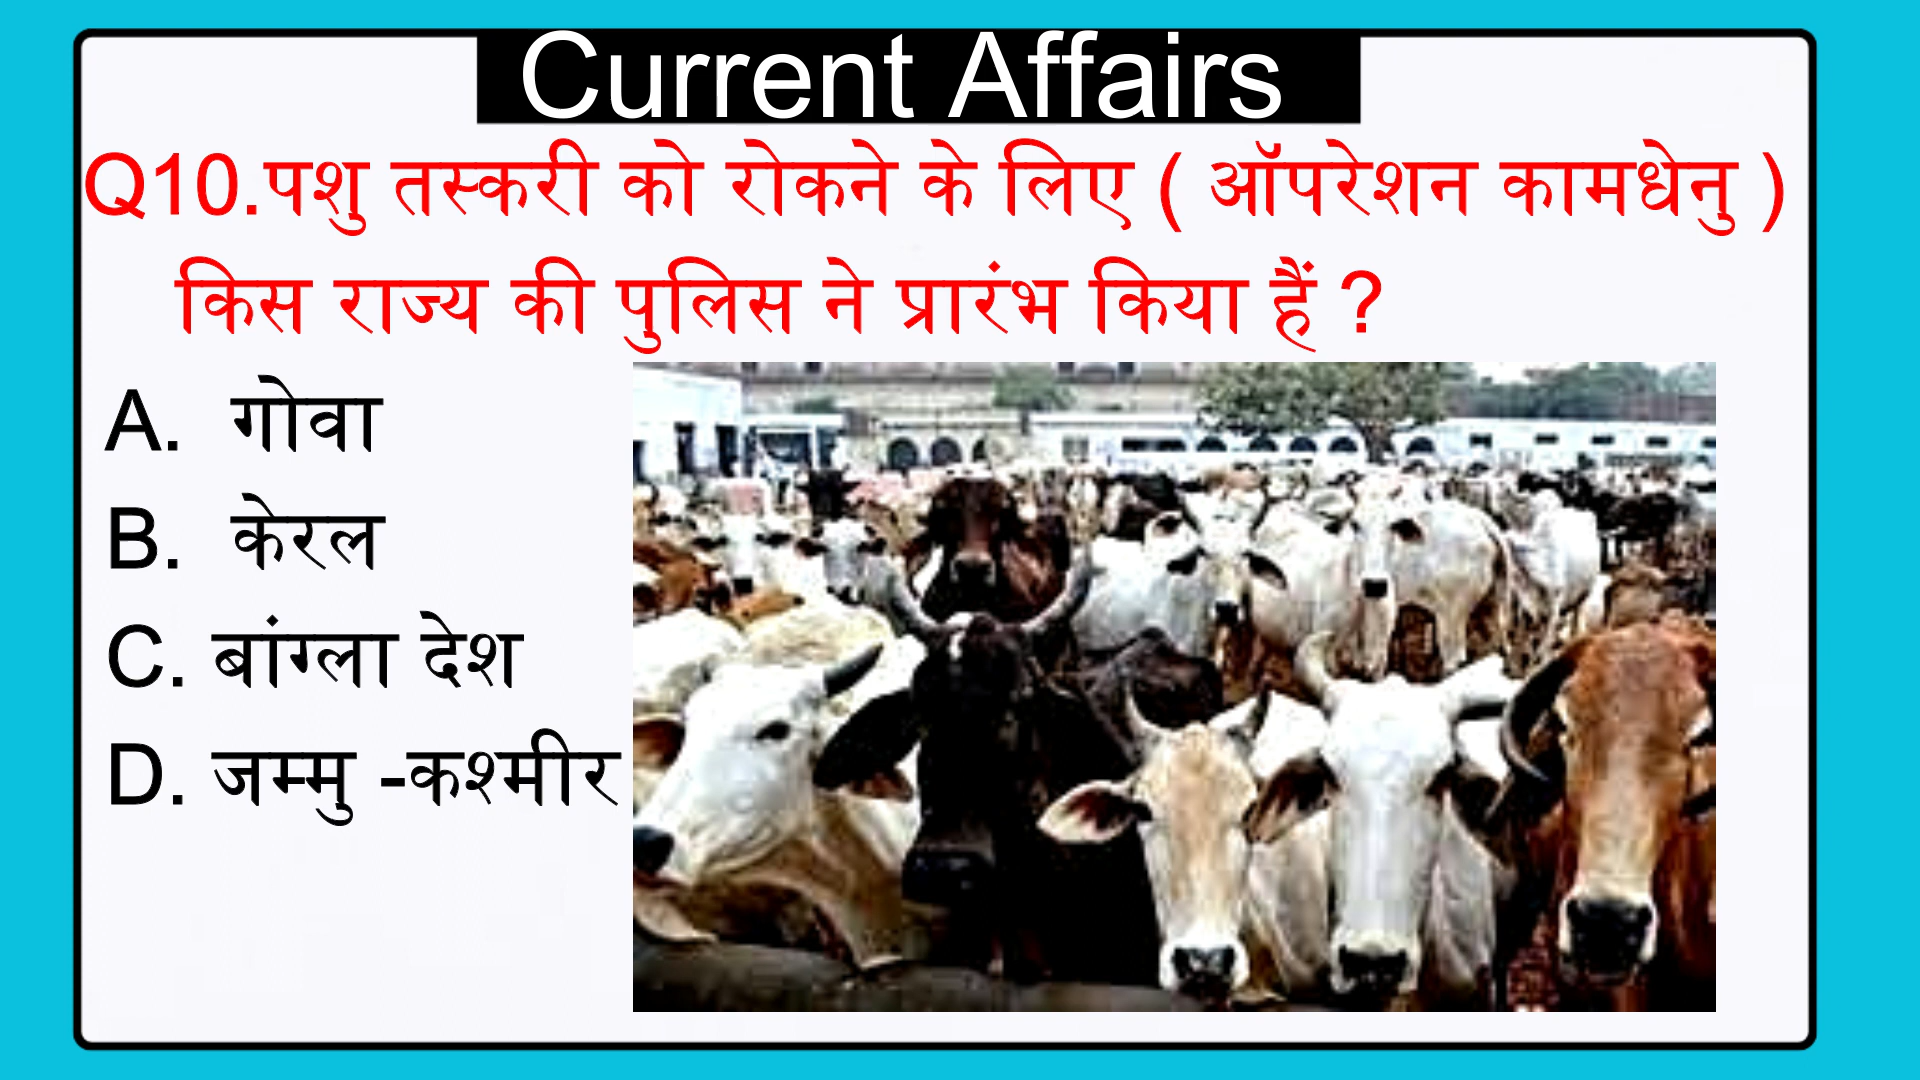 Current Affairs
Q10.पशु तस्करी को रोकने के लिए ( ऑपरेशन कामधेनु )
किस राज्य की पुलिस ने प्रारंभ किया हैं ?
A. गोवा
B. केरल
C. बांग्ला देश
D. जम्मु -कश्मीर